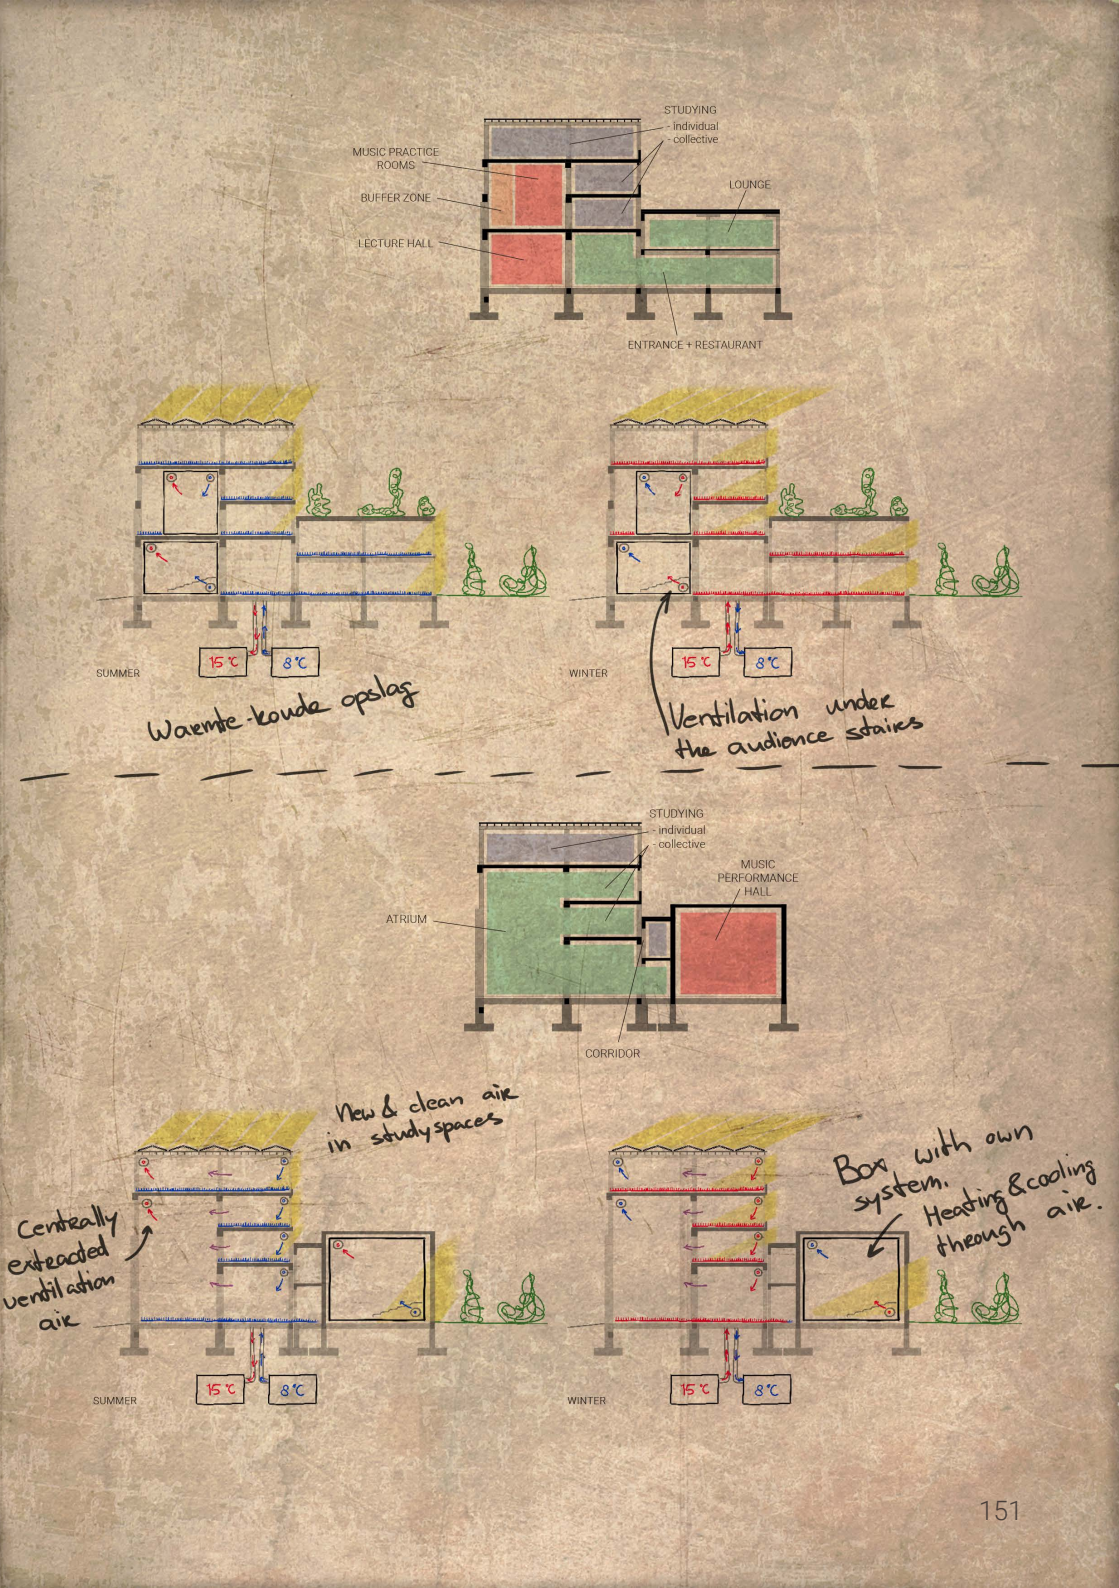 STUDYING
- individual
- collective
MUSIC PRACTICE
ROOMS
BUFFER ZONE
LECTURE HALL
LOUNGE
ENTRANCE + RESTAURANT
15°C
8°C
SUMMER
Warmte-koude opslag
15°C
8°C
WINTER
Ventilation under
the audience stairs
STUDYING
- individual
- collective
MUSIC
PERFORMANCE
HALL
ATRIUM
CORRIDOR
New & clean air
in studyspaces
Centrally
extracted
ventilation
air
15°C
8°C
SUMMER
Box with own
system.
Heating & cooling
through air.
15°C
8°C
WINTER
151